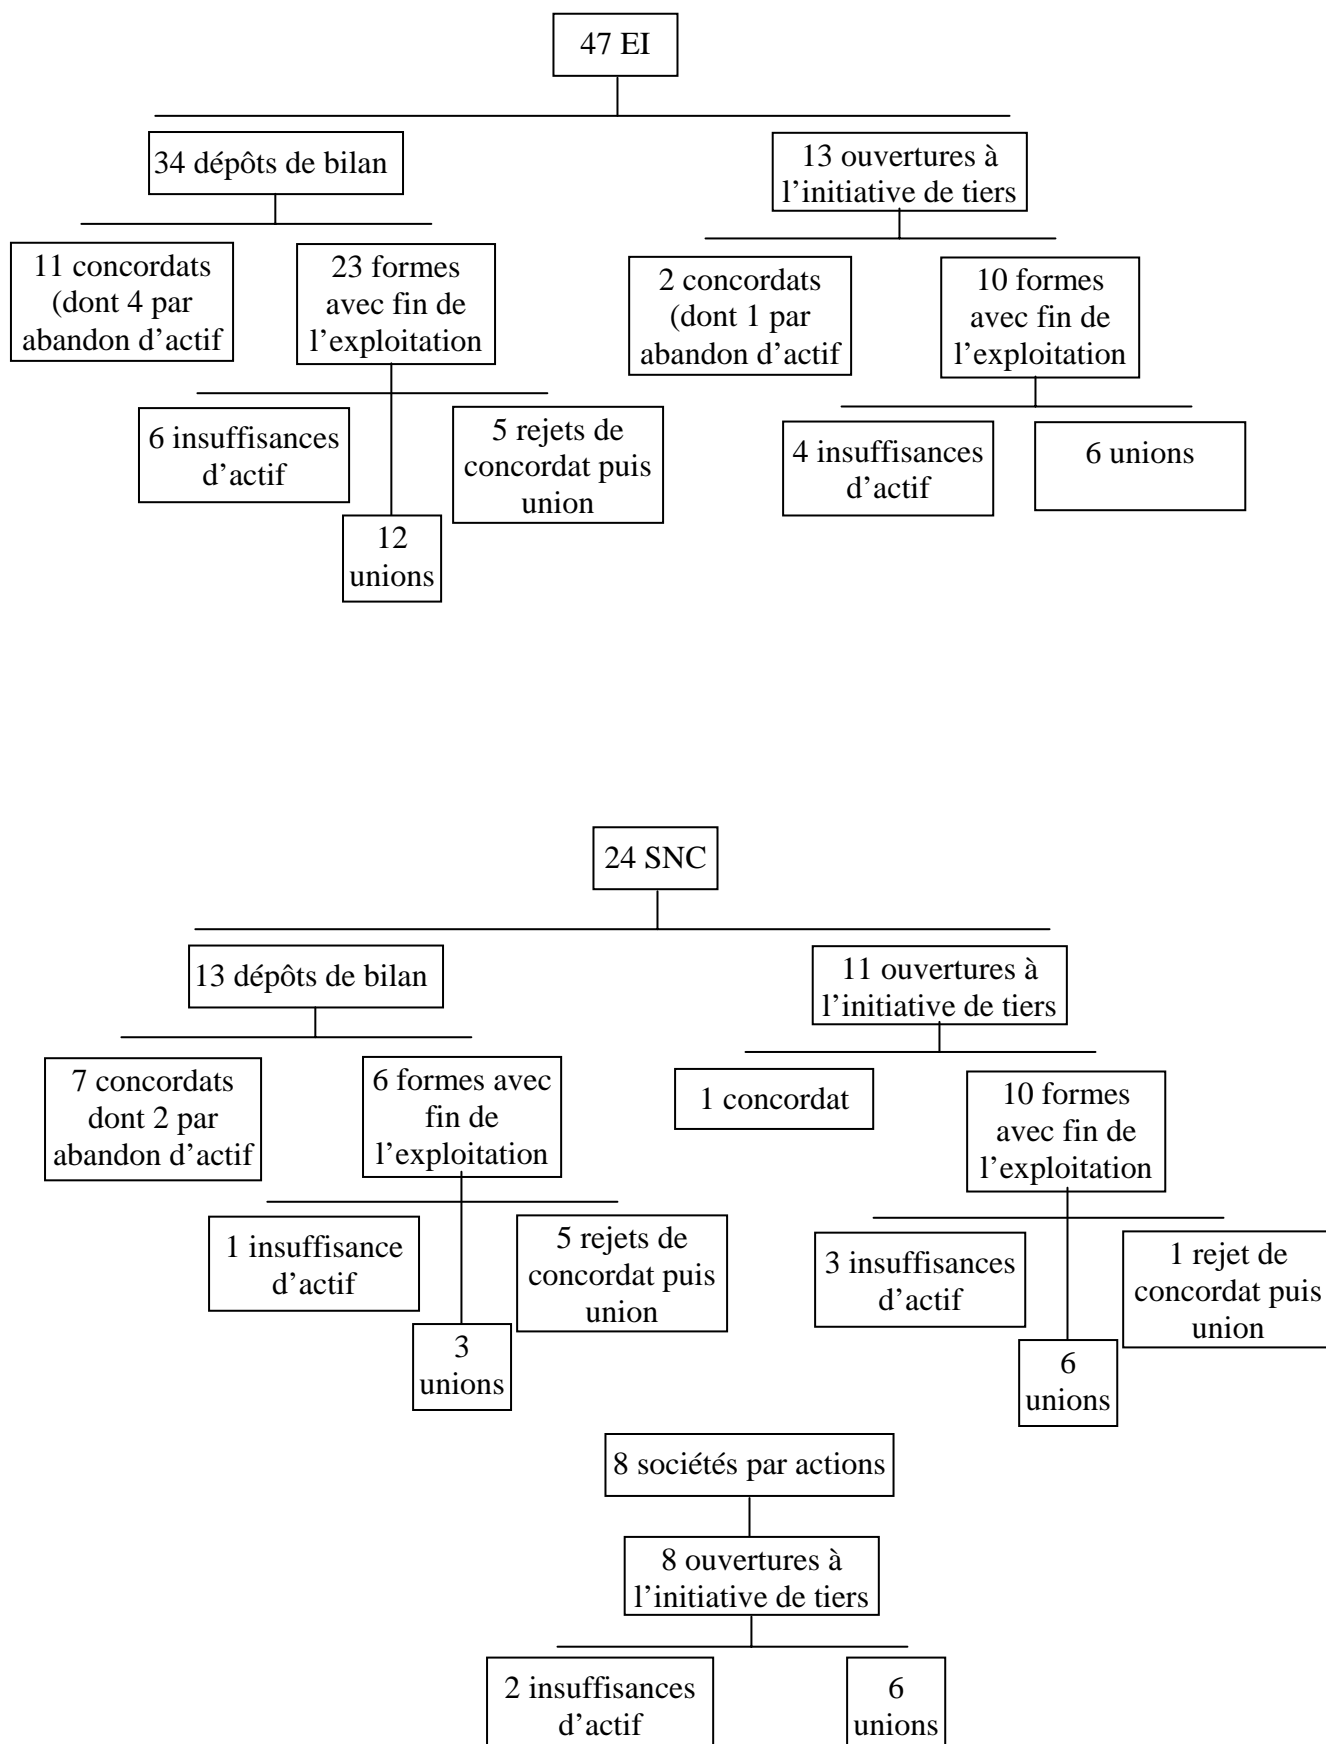 47 EI
34 dépôts de bilan
13 ouvertures à
l’initiative de tiers
11 concordats
(dont 4 par
abandon d’actif
23 formes
avec fin de
l’exploitation
2 concordats
(dont 1 par
abandon d’actif
10 formes
avec fin de
l’exploitation
6 insuffisances
d’actif
12
unions
5 rejets de
concordat puis
union
4 insuffisances
d’actif
6 unions
24 SNC
13 dépôts de bilan
11 ouvertures à
l’initiative de tiers
7 concordats
dont 2 par
abandon d’actif
6 formes avec
fin de
l’exploitation
1 concordat
10 formes
avec fin de
l’exploitation
1 insuffisance
d’actif
3
unions
5 rejets de
concordat puis
union
3 insuffisances
d’actif
6
unions
1 rejet de
concordat puis
union
8 sociétés par actions
8 ouvertures à
l’initiative de tiers
2 insuffisances
d’actif
6
unions